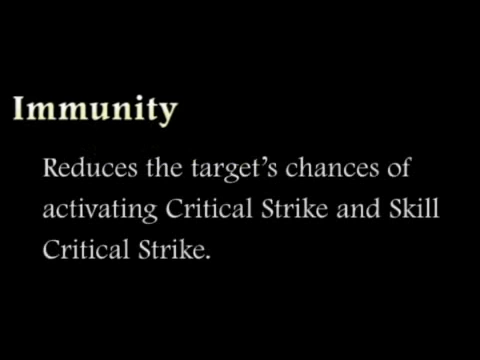 Immunity
Reduces the target’s chances of
activating Critical Strike and Skill
Critical Strike.